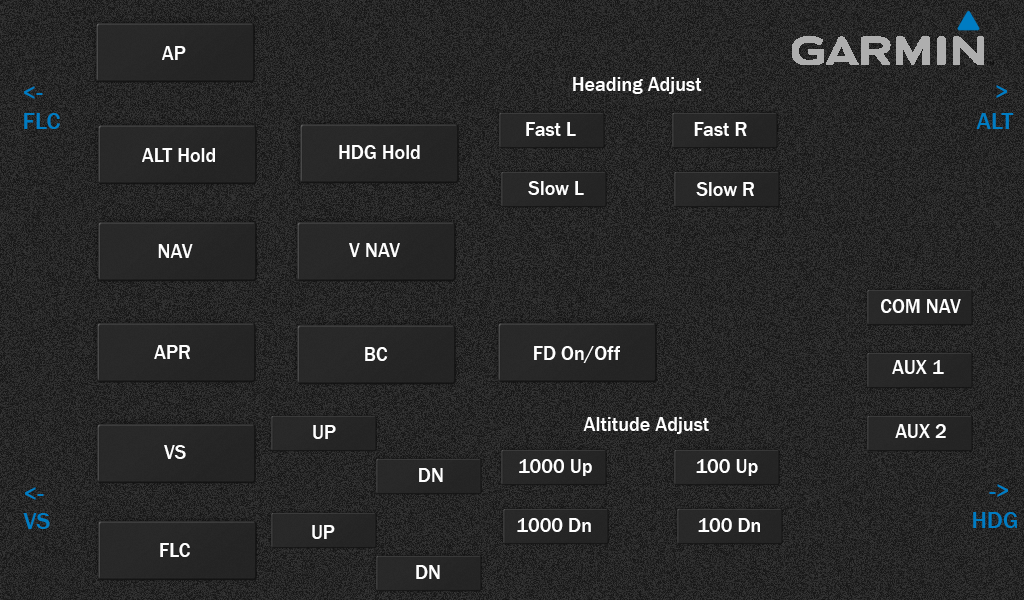 AP
GARMIN
Heading Adjust
<-
FLC
>
ALT
Fast L
Fast R
ALT Hold
HDG Hold
Slow L
Slow R
NAV
V NAV
COM NAV
APR
BC
FD On/Off
AUX 1
Altitude Adjust
AUX 2
VS
UP
DN
1000 Up
100 Up
<-
VS
->
HDG
FLC
UP
DN
1000 Dn
100 Dn